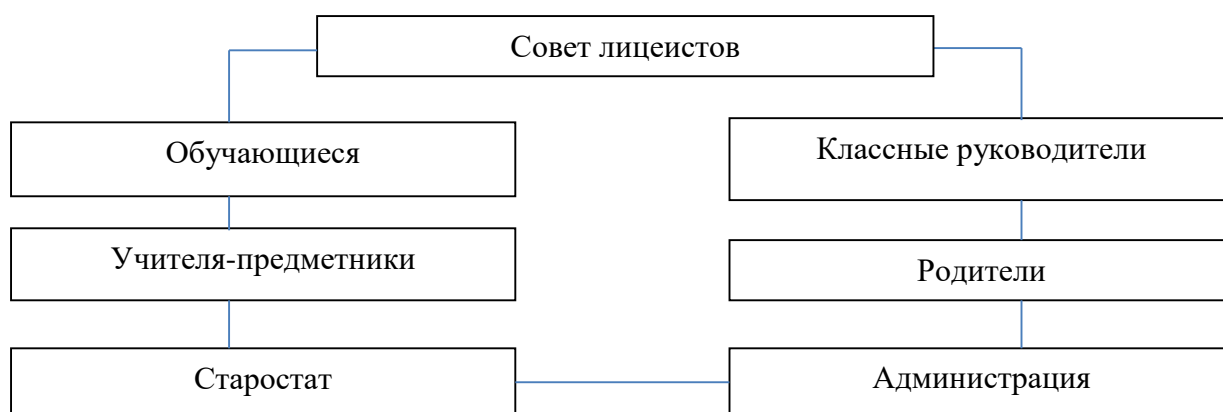 Совет лицеистов
Обучающиеся
Классные руководители
Учителя-предметники
Родители
Старостат
Администрация